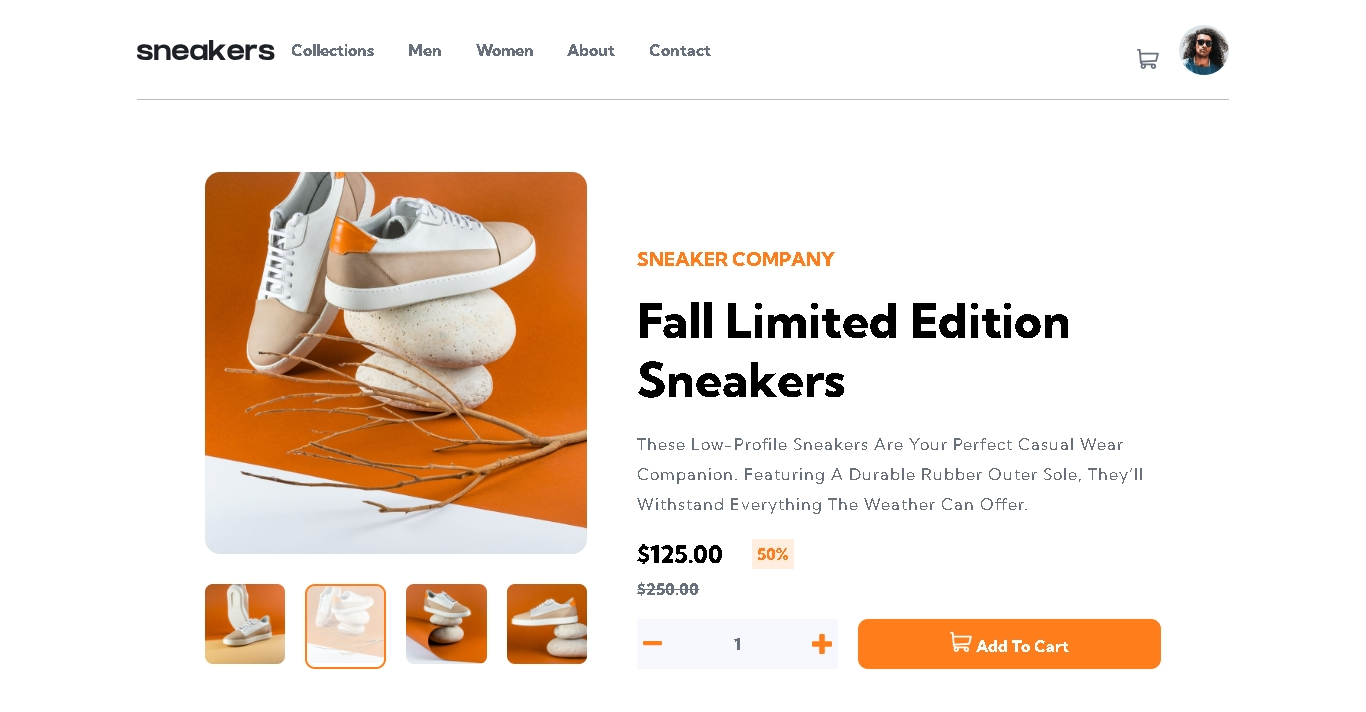 sneakers Collections Men Women About Contact
SNEAKER COMPANY
Fall Limited Edition
Sneakers
These Low-Profile Sneakers Are Your Perfect Casual Wear
Companion. Featuring A Durable Rubber Outer Sole, They'll
Withstand Everything The Weather Can Offer.
$125.00 50%
$250.00
1 Add To Cart